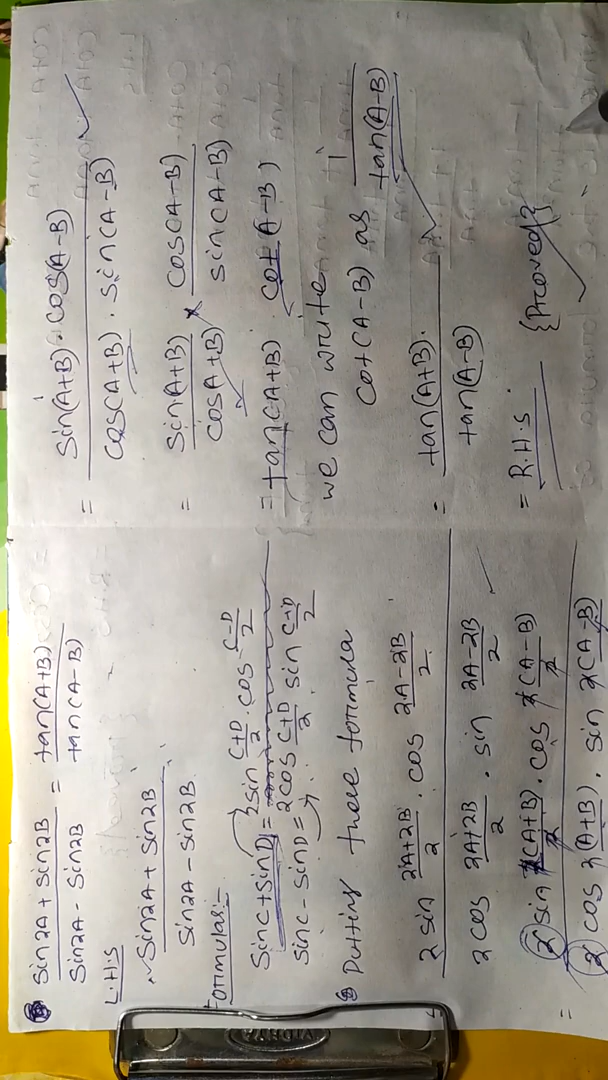 sin2A + sin2B / sin2A - sin2B = tan(A+B) / tan(A-B)
L.H.S
sin2A + sin2B / sin2A - sin2B
Formulas:-
sinC+sinD = 2sin C+D/2 . cos C-D/2
sinC - sinD = 2cos C+D/2 . sin C-D/2
Putting these formula
2 sin 2A+2B/2 . cos 2A-2B/2 / 2 cos 2A+2B/2 . sin 2A-2B/2
= 2 sin 2(A+B)/2 . cos 2(A-B)/2 / 2 cos 2(A+B) . sin 2(A-B)
= sin(A+B) . cos(A-B) / cos(A+B) . sin(A-B)
= sin(A+B) / cosA+B) x cos(A-B) / sin(A-B)
= tan(A+B) . cot(A-B)
we can write
cot(A-B) as 1 / tan(A-B)
= tan(A+B) . / tan(A-B)
= R.H.S {Proved}